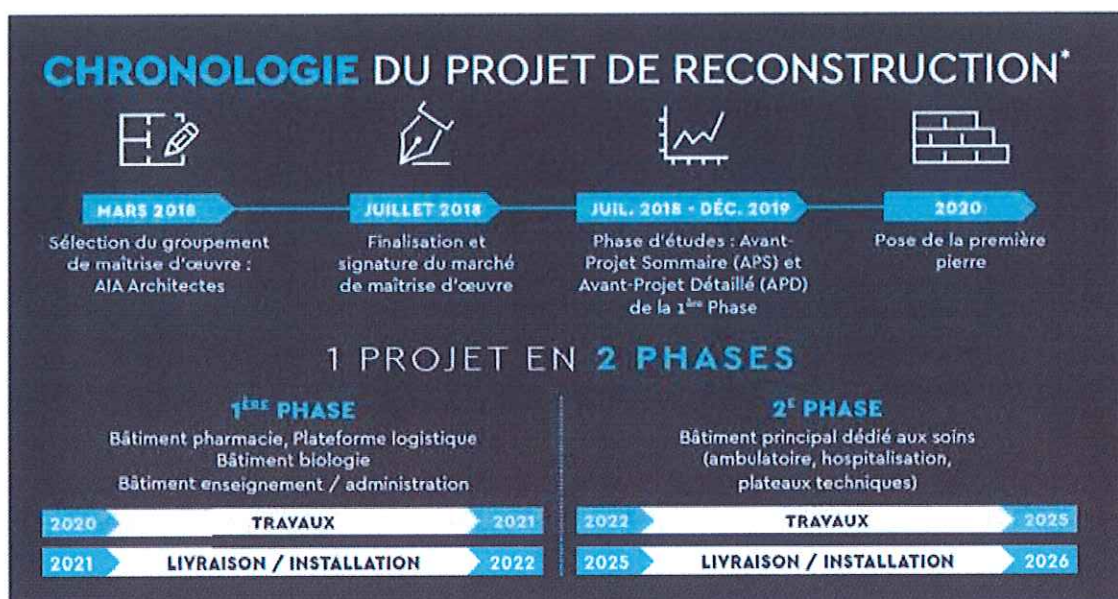 CHRONOLOGIE DU PROJET DE RECONSTRUCTION*
MARS 2018
Sélection du groupement
de maîtrise d'œuvre :
AIA Architectes
JUILLET 2018
Finalisation et
signature du marché
de maîtrise d'œuvre
JUIL. 2018 - DÉC. 2019
Phase d'études : Avant-
Projet Sommaire (APS) et
Avant-Projet Détaillé (APD)
de la 1ère Phase
2020
Pose de la première
pierre
1 PROJET EN 2 PHASES
1ÈRE PHASE
Bâtiment pharmacie, Plateforme logistique
Bâtiment biologie
Bâtiment enseignement / administration
2020 TRAVAUX 2021
2021 LIVRAISON / INSTALLATION 2022
2E PHASE
Bâtiment principal dédié aux soins
(ambulatoire, hospitalisation,
plateaux techniques)
2022 TRAVAUX 2025
2025 LIVRAISON / INSTALLATION 2026